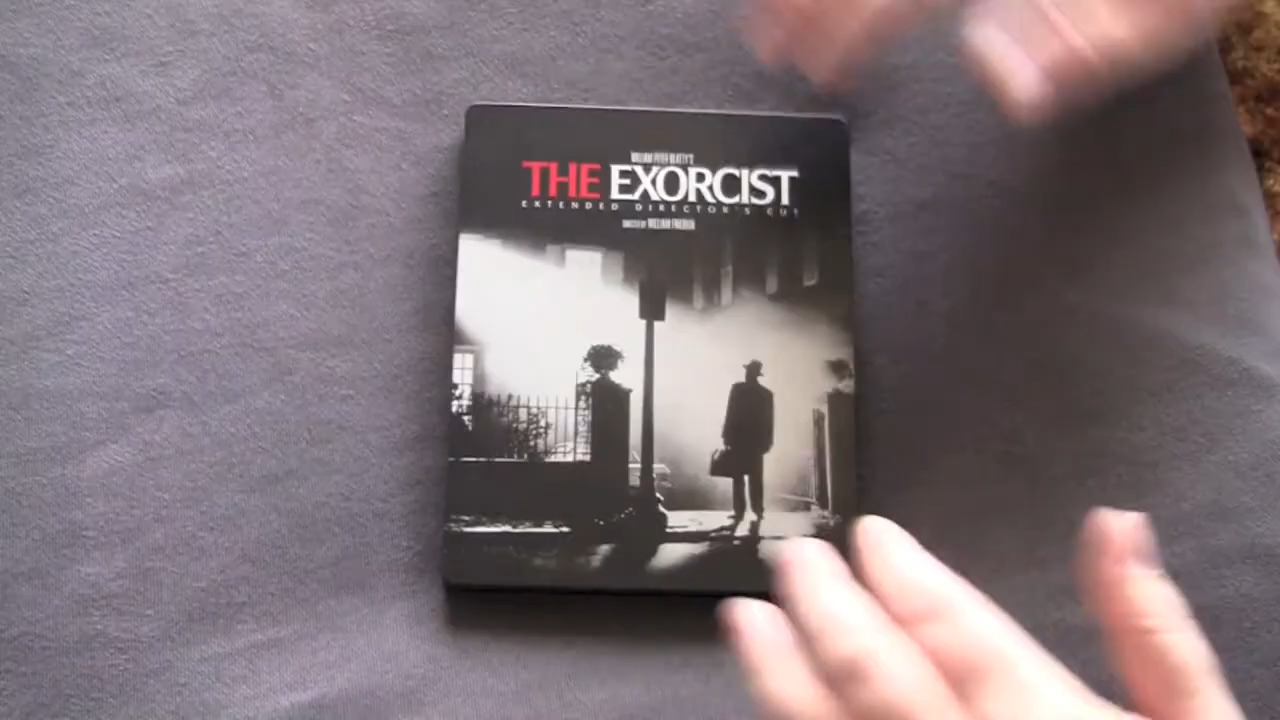 WILLIAM PETER BLATTY'S
THE EXORCIST
EXTENDED DIRECTOR'S CUT
DIRECTED BY WILLIAM FRIEDKIN